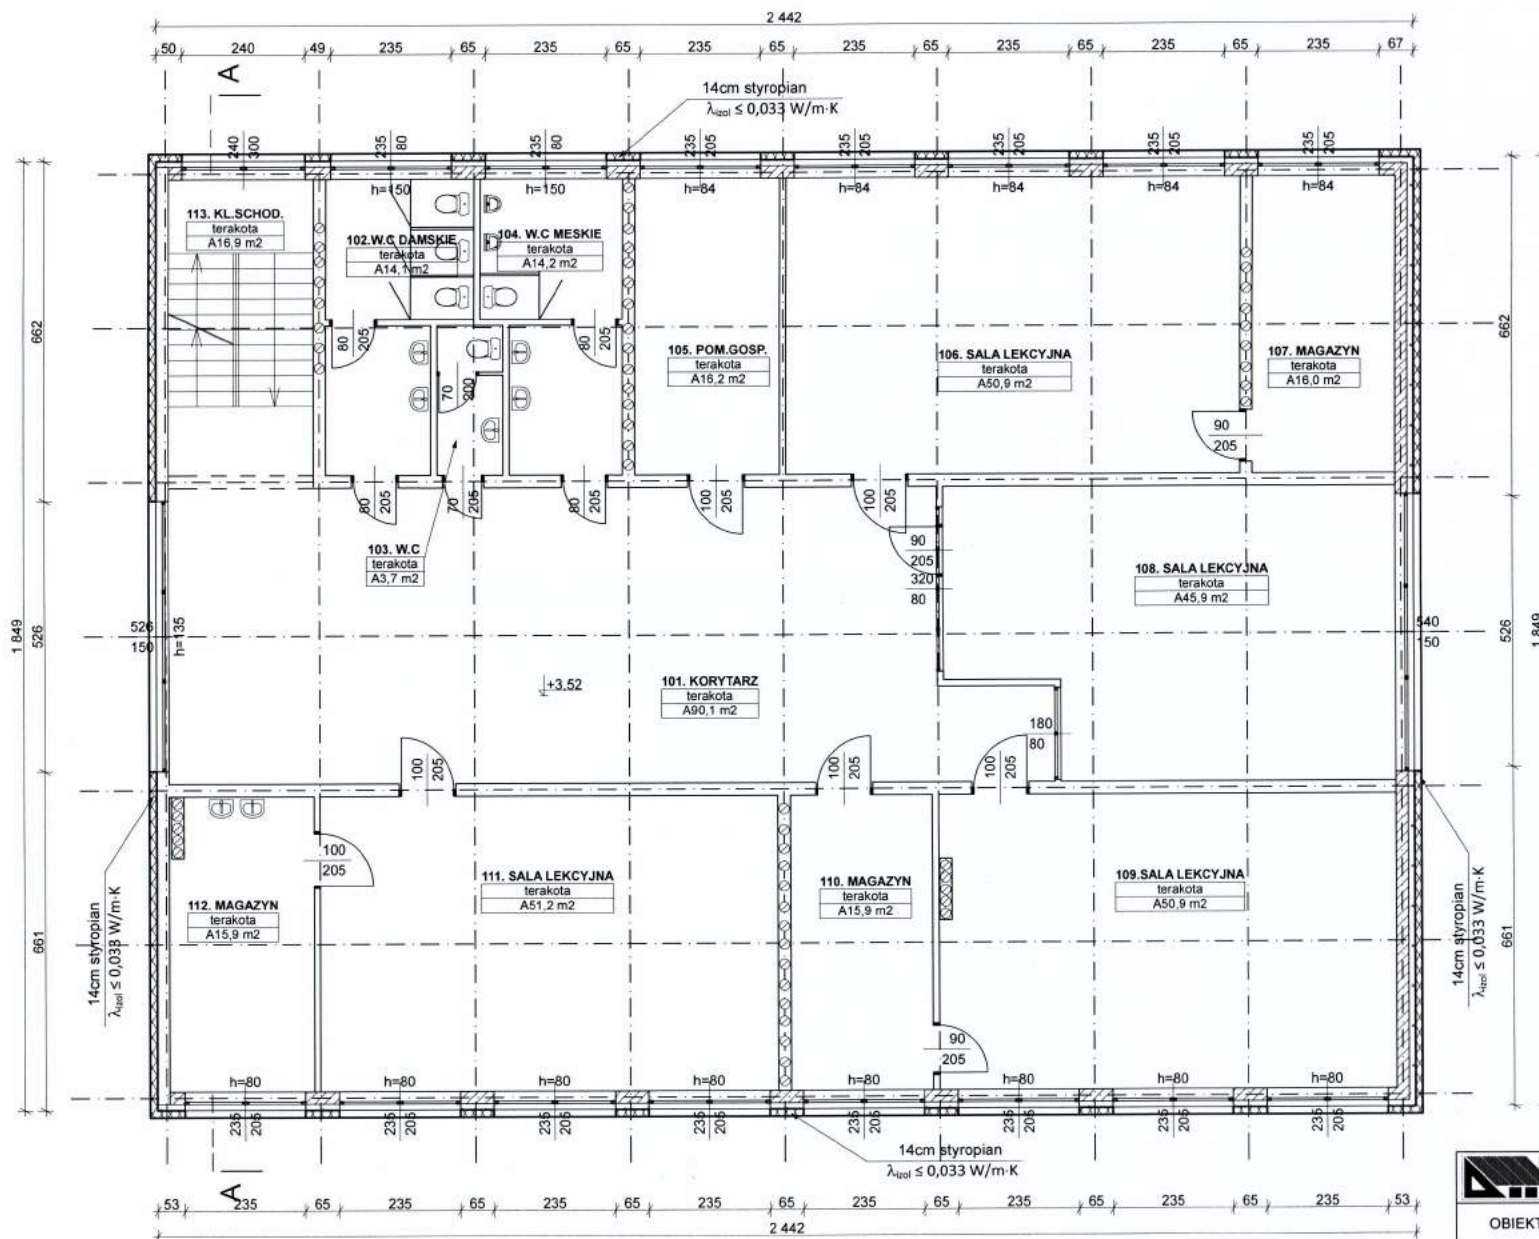 2 442
50 240 49 235 65 235 65 235 65 235 65 235 65 235 65 235 67
A
14cm styropian
λizol ≤ 0,033 W/m·K
240
300
235
80
235
80
235
205
235
205
235
205
235
205
235
205
h=150
h=150
h=84
h=84
h=84
h=84
h=84
113. KL.SCHOD.
terakota
A16,9 m2
102.W.C DAMSKIE
terakota
A14,1 m2
104. W.C MESKIE
terakota
A14,2 m2
105. POM.GOSP.
terakota
A16,2 m2
106. SALA LEKCYJNA
terakota
A50,9 m2
107. MAGAZYN
terakota
A16,0 m2
80
205
80
205
70
200
90
205
662
662
80
205
70
205
80
205
100
205
100
205
103. W.C
terakota
A3,7 m2
90
205
320
80
108. SALA LEKCYJNA
terakota
A45,9 m2
1 849
526
526
150
h=135
540
150
526
1 849
+3,52
101. KORYTARZ
terakota
A90,1 m2
180
80
100
205
100
205
100
205
100
205
111. SALA LEKCYJNA
terakota
A51,2 m2
110. MAGAZYN
terakota
A15,9 m2
109.SALA LEKCYJNA
terakota
A50,9 m2
112. MAGAZYN
terakota
A15,9 m2
14cm styropian
λizol ≤ 0,033 W/m·K
14cm styropian
λizol ≤ 0,033 W/m·K
661
661
90
205
h=80
h=80
h=80
h=80
h=80
h=80
h=80
h=80
235
205
235
205
235
205
235
205
235
205
235
205
235
205
235
205
14cm styropian
λizol ≤ 0,033 W/m·K
A
53 235 65 235 65 235 65 235 65 235 65 235 65 235 65 235 53
2 442
OBIEKT